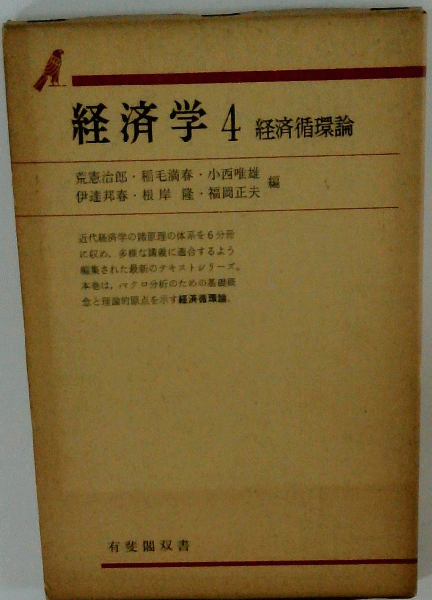 経済学4 経済循環論
荒憲治郎・稲毛満春・小西唯雄
伊達邦春・根岸 隆・福岡正夫 編
近代経済学の諸原理の体系を6分冊
に収め、多様な講義に適合するよう
編集された最新のテキストシリーズ。
本巻は、マクロ分析のための基礎概
念と理論的原点を示す経済循環論。
有斐閣双書